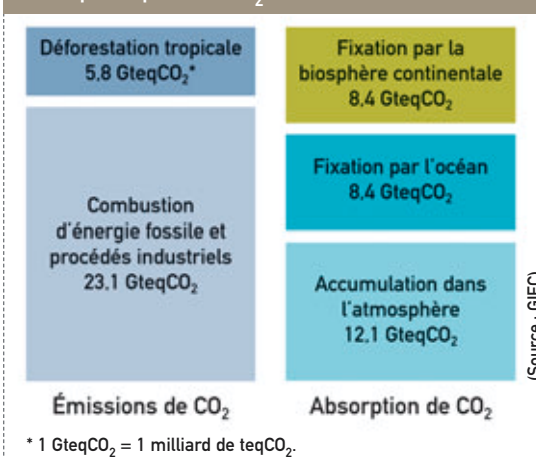 Déforestation tropicale
5,8 GteqCO₂*
Combustion
d'énergie fossile et
procédés industriels
23,1 GteqCO₂
Émissions de CO₂
Fixation par la
biosphère continentale
8,4 GteqCO₂
Fixation par l'océan
8,4 GteqCO₂
Accumulation dans
l'atmosphère
12,1 GteqCO₂
Absorption de CO₂
(Source : GIEC)
* 1 GteqCO₂ = 1 milliard de teqCO₂.